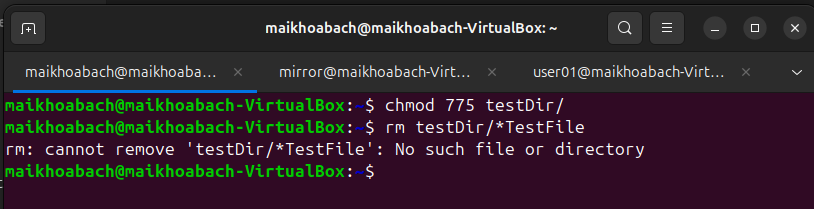 maikhoabach@maikhoabach-VirtualBox: ~
maikhoabach@maikhoaba... mirror@maikhoabach-Virt... user01@maikhoabach-Virt...
maikhoabach@maikhoabach-VirtualBox:~$ chmod 775 testDir/
maikhoabach@maikhoabach-VirtualBox:~$ rm testDir/*TestFile
rm: cannot remove 'testDir/*TestFile': No such file or directory
maikhoabach@maikhoabach-VirtualBox:~$